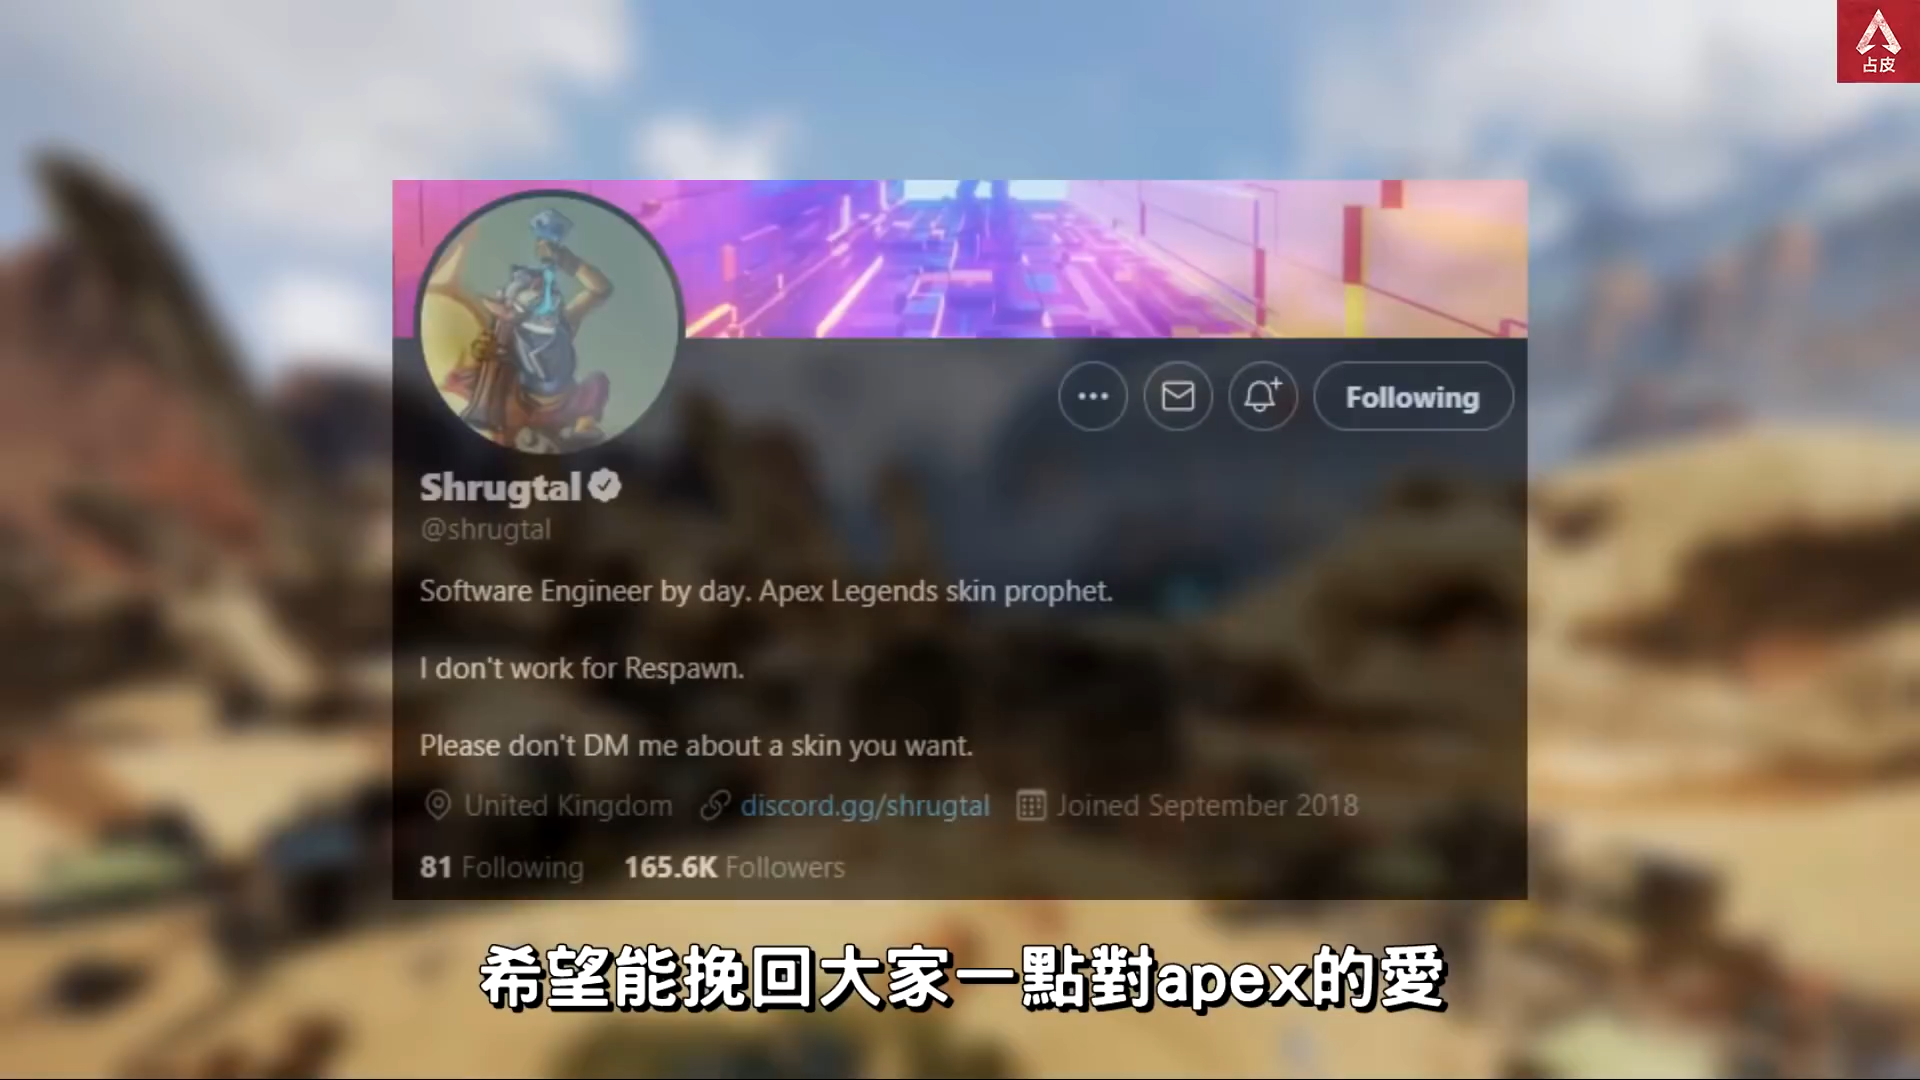 占皮
Following
Shrugtal
@shrugtal
Software Engineer by day. Apex Legends skin prophet.
I don't work for Respawn.
Please don't DM me about a skin you want.
United Kingdom discord.gg/shrugtal Joined September 2018
81 Following 165.6K Followers
希望能挽回大家一點對apex的愛